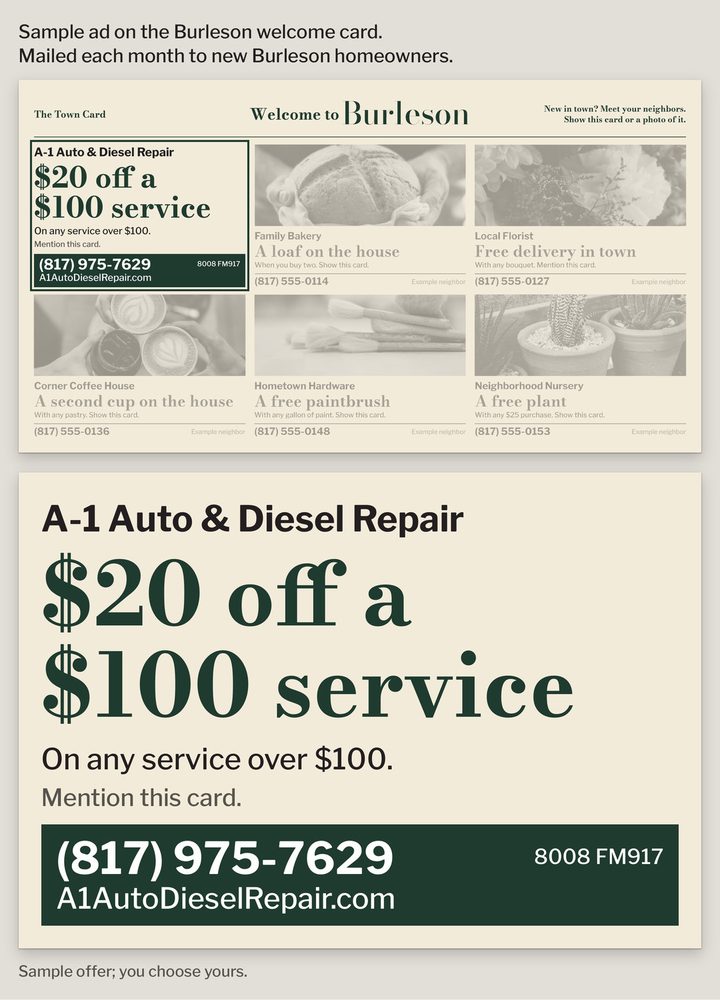 Sample ad on the Burleson welcome card.
Mailed each month to new Burleson homeowners.
The Town Card
Welcome to Burleson
New in town? Meet your neighbors.
Show this card or a photo of it.
A-1 Auto & Diesel Repair
$20 off a
$100 service
On any service over $100.
Mention this card.
(817) 975-7629
8008 FM917
A1AutoDieselRepair.com
Family Bakery
A loaf on the house
When you buy two. Show this card.
(817) 555-0114
Example neighbor
Local Florist
Free delivery in town
With any bouquet. Mention this card.
(817) 555-0127
Example neighbor
Corner Coffee House
A second cup on the house
With any pastry. Show this card.
(817) 555-0136
Example neighbor
Hometown Hardware
A free paintbrush
With any gallon of paint. Show this card.
(817) 555-0148
Example neighbor
Neighborhood Nursery
A free plant
With any $25 purchase. Show this card.
(817) 555-0153
Example neighbor
A-1 Auto & Diesel Repair
$20 off a
$100 service
On any service over $100.
Mention this card.
(817) 975-7629
8008 FM917
A1AutoDieselRepair.com
Sample offer; you choose yours.